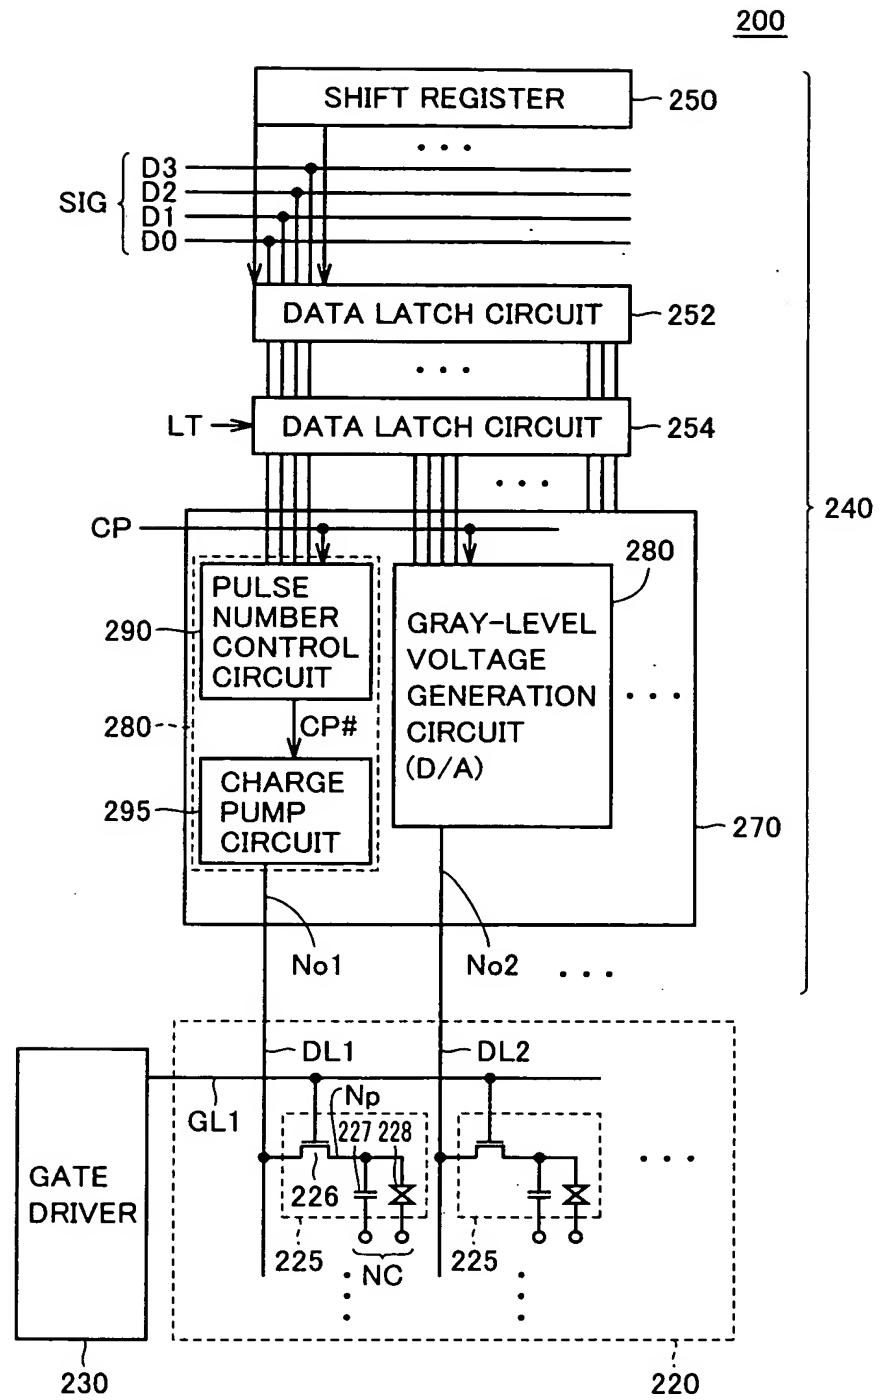 200
SHIFT REGISTER
250
D3
D2
SIG
D1
D0
DATA LATCH CIRCUIT
252
LT
DATA LATCH CIRCUIT
254
240
CP
280
PULSE
NUMBER
CONTROL
CIRCUIT
290
GRAY-LEVEL
VOLTAGE
GENERATION
CIRCUIT
(D/A)
280
CP#
CHARGE
PUMP
CIRCUIT
295
270
No1
No2
DL1
DL2
GL1
Np
227
228
226
225
NC
225
GATE
DRIVER
230
220